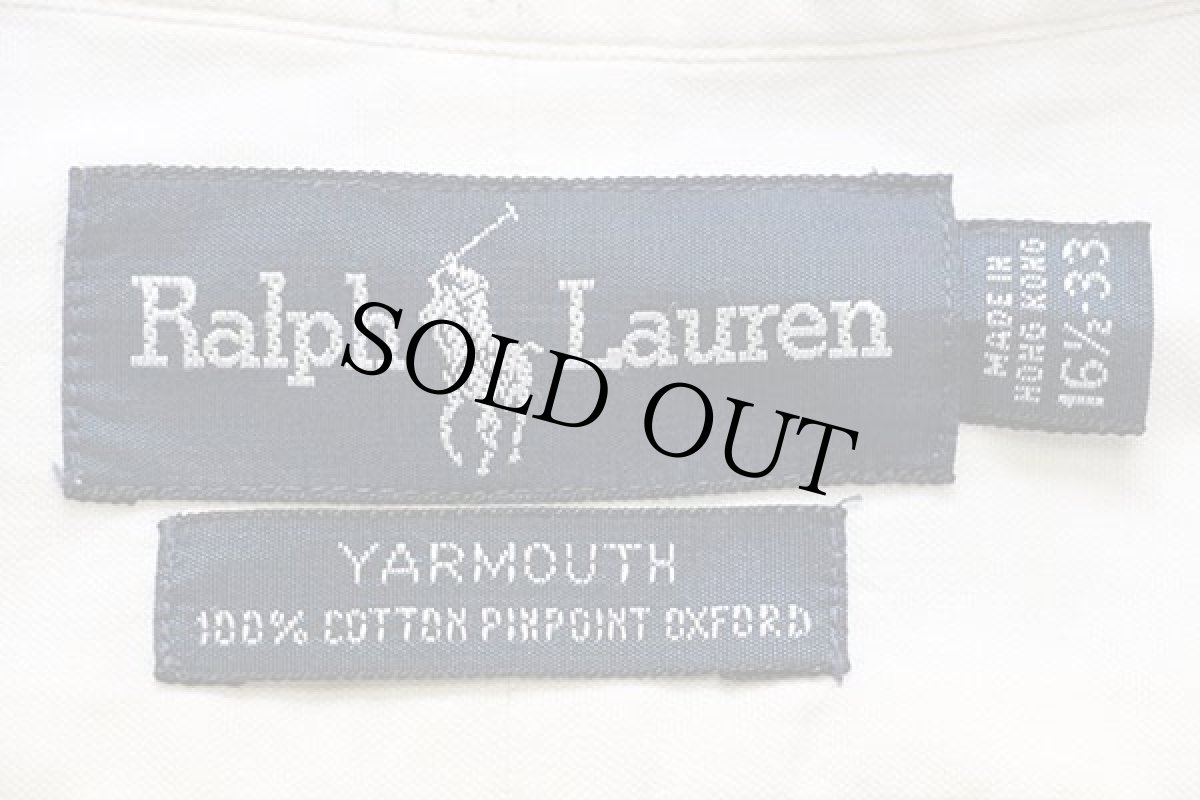 Ralph Lauren
SOLD OUT
MADE IN
HONG KONG
16½-33
YARMOUTH
100% COTTON PINPOINT OXFORD